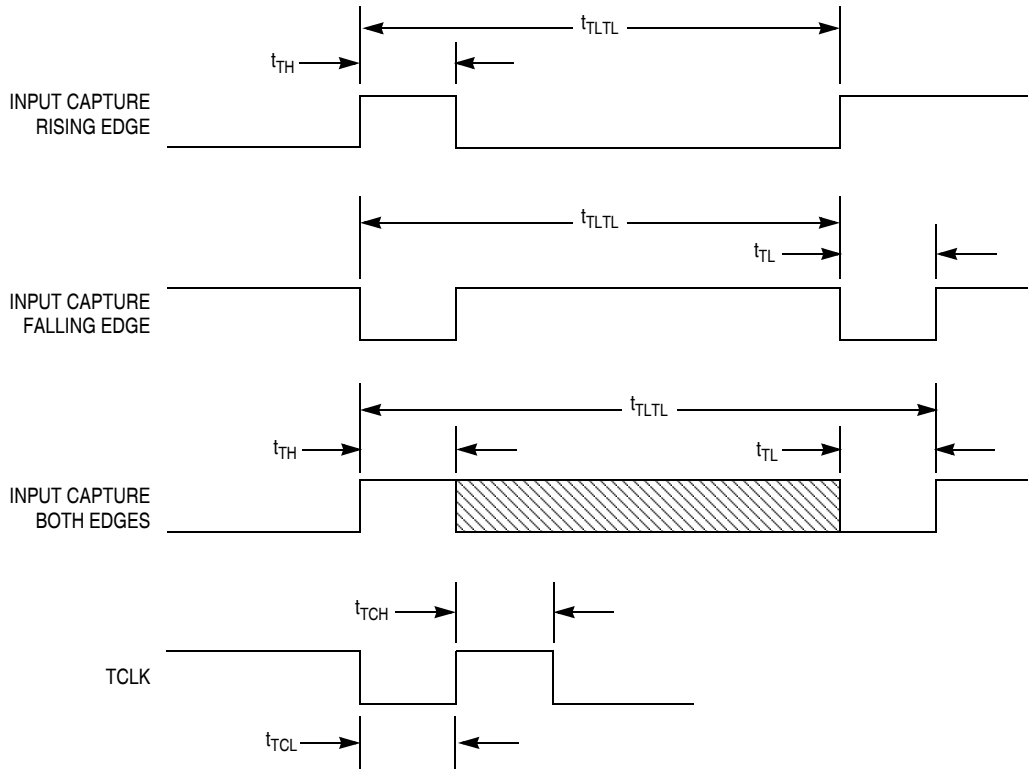 tTLTL
tTH
INPUT CAPTURE
RISING EDGE
tTLTL
tTL
INPUT CAPTURE
FALLING EDGE
tTLTL
tTH
tTL
INPUT CAPTURE
BOTH EDGES
tTCH
TCLK
tTCL